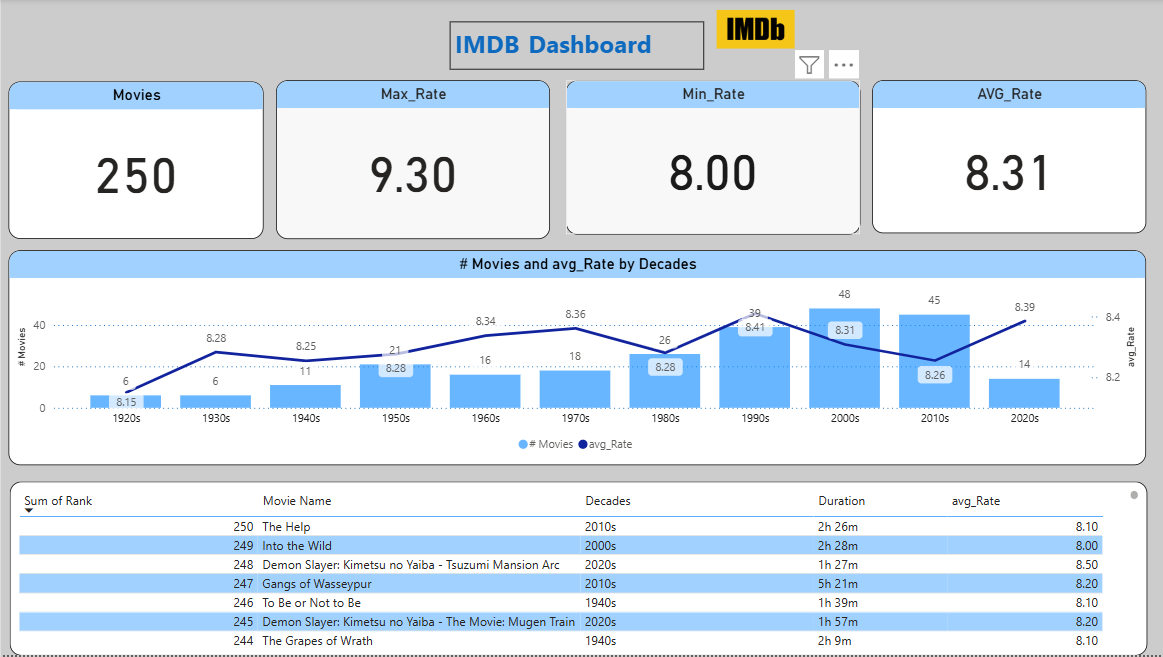 IMDB Dashboard
IMDb
Movies
250
Max_Rate
9.30
Min_Rate
8.00
AVG_Rate
8.31
# Movies and avg_Rate by Decades
# Movies
40
20
0
6 6 11 21 16 18 26 39 48 45 14
8.15 8.28 8.25 8.28 8.34 8.36 8.28 8.41 8.31 8.26 8.39
8.4
8.2
avg_Rate
1920s 1930s 1940s 1950s 1960s 1970s 1980s 1990s 2000s 2010s 2020s
# Movies avg_Rate
Sum of Rank Movie Name Decades Duration avg_Rate
250 The Help 2010s 2h 26m 8.10
249 Into the Wild 2000s 2h 28m 8.00
248 Demon Slayer: Kimetsu no Yaiba - Tsuzumi Mansion Arc 2020s 1h 27m 8.50
247 Gangs of Wasseypur 2010s 5h 21m 8.20
246 To Be or Not to Be 1940s 1h 39m 8.10
245 Demon Slayer: Kimetsu no Yaiba - The Movie: Mugen Train 2020s 1h 57m 8.20
244 The Grapes of Wrath 1940s 2h 9m 8.10